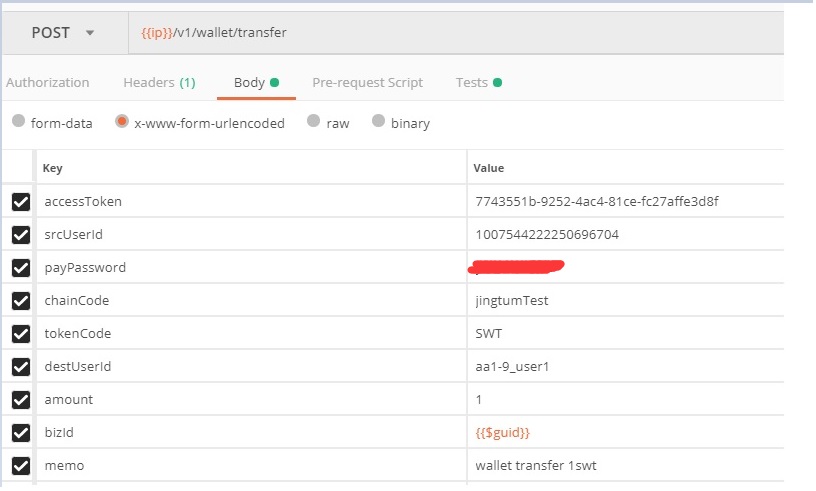 POST {{ip}}/v1/wallet/transfer
Authorization Headers (1) Body Pre-request Script Tests
form-data x-www-form-urlencoded raw binary
Key Value
accessToken 7743551b-9252-4ac4-81ce-fc27affe3d8f
srcUserId 1007544222250696704
payPassword
chainCode jingtumTest
tokenCode SWT
destUserId aa1-9_user1
amount 1
bizId {{$guid}}
memo wallet transfer 1swt